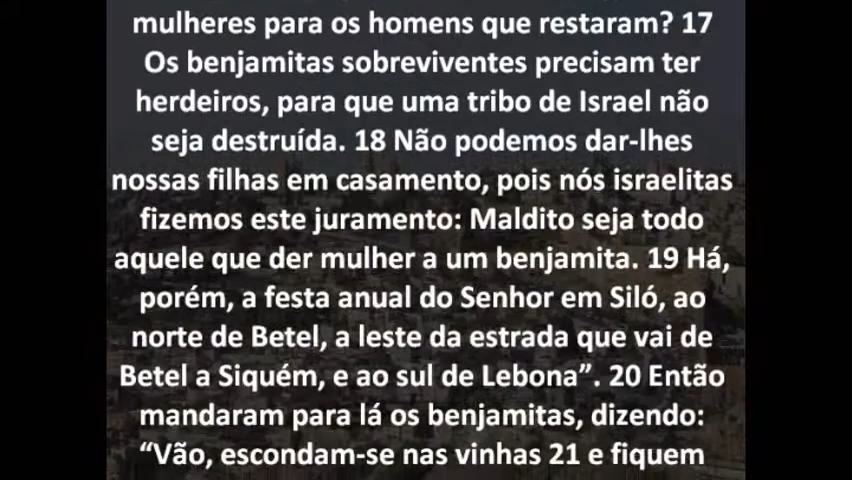 mulheres para os homens que restaram? 17
Os benjamitas sobreviventes precisam ter
herdeiros, para que uma tribo de Israel não
seja destruída. 18 Não podemos dar-lhes
nossas filhas em casamento, pois nós israelitas
fizemos este juramento: Maldito seja todo
aquele que der mulher a um benjamita. 19 Há,
porém, a festa anual do Senhor em Siló, ao
norte de Betel, a leste da estrada que vai de
Betel a Siquém, e ao sul de Lebona”. 20 Então
mandaram para lá os benjamitas, dizendo:
“Vão, escondam-se nas vinhas 21 e fiquem